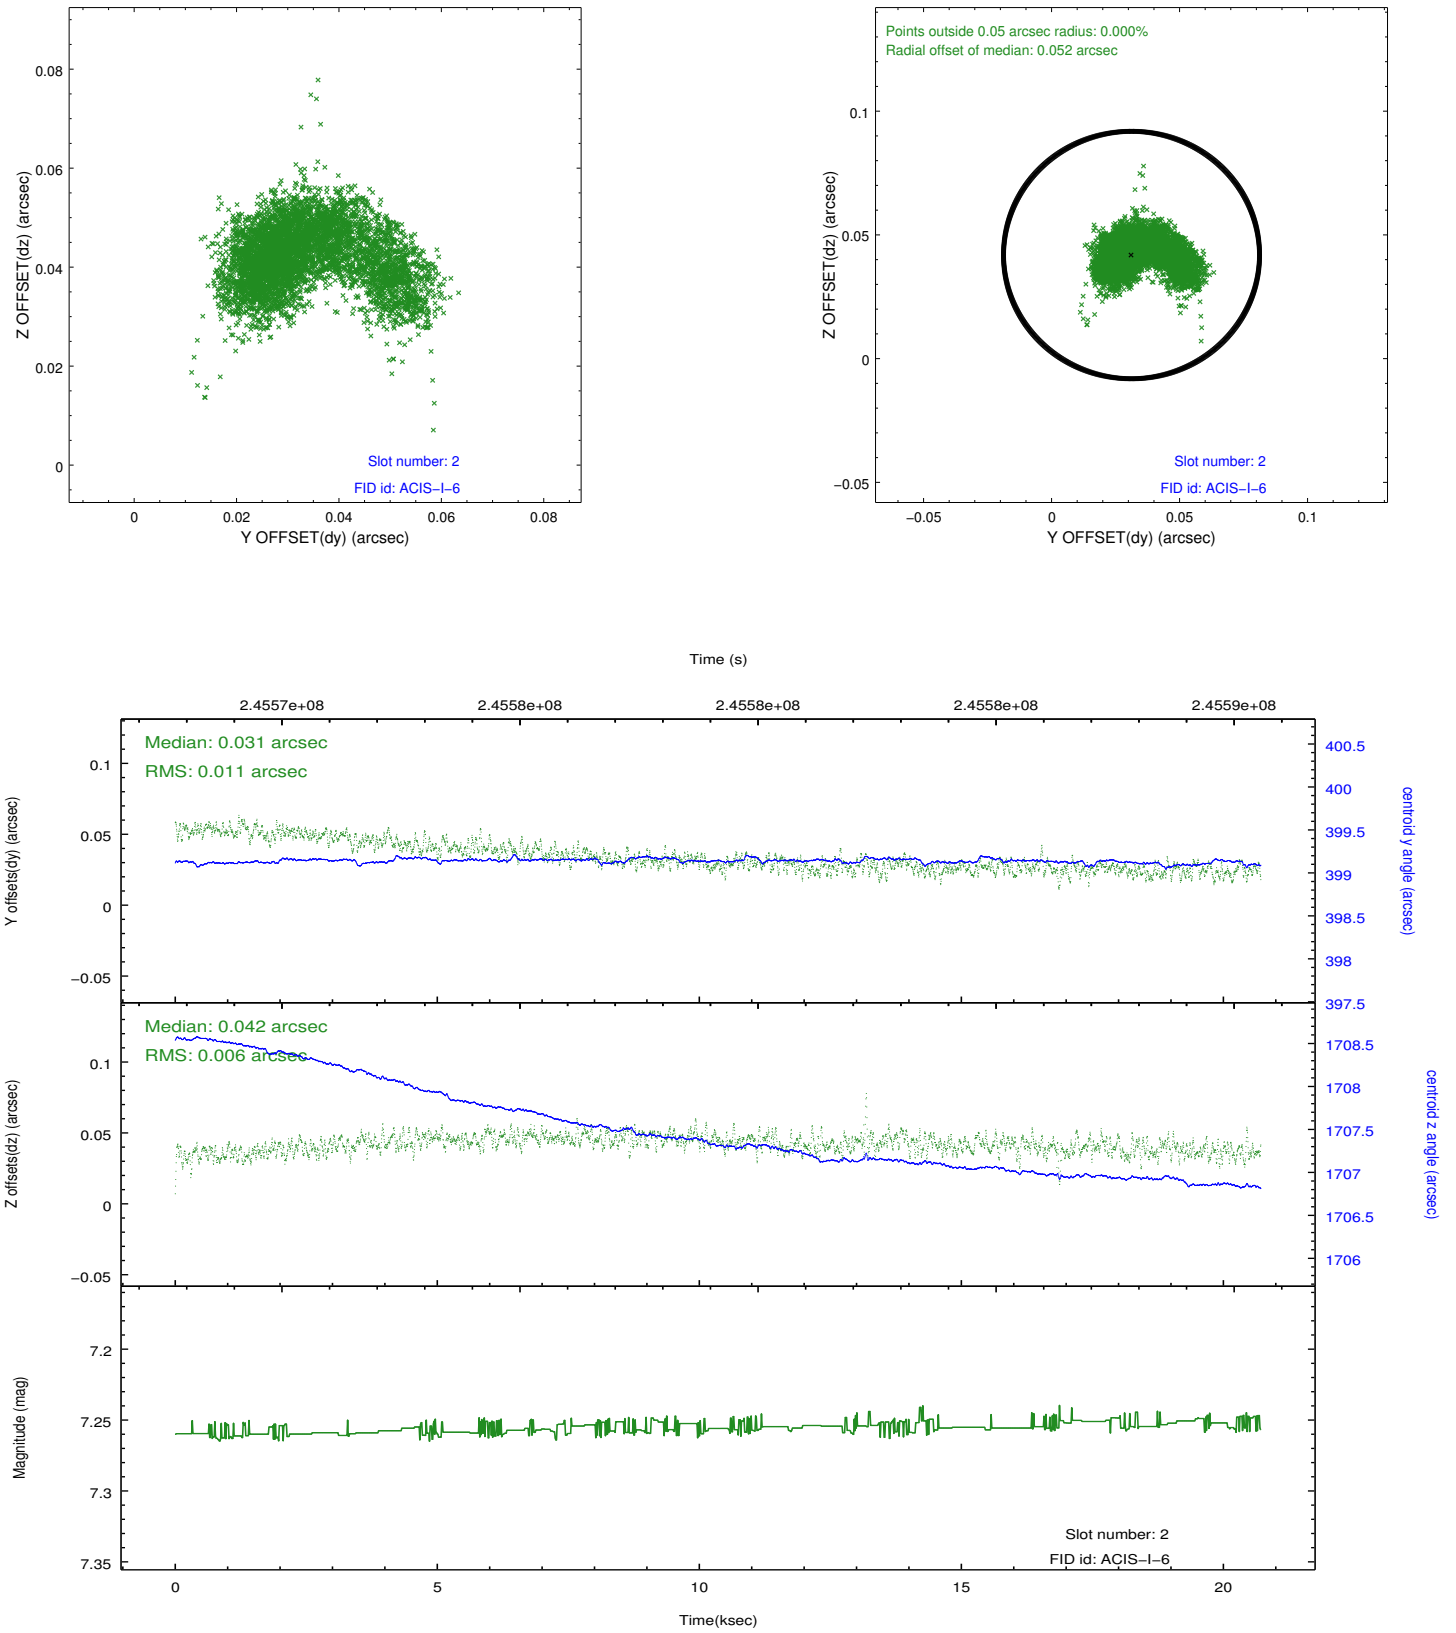 0.08
0.06
0.04
0.02
0
Z OFFSET(dz) (arcsec)
Slot number: 2
FID id: ACIS−I−6
0
0.02
0.04
0.06
0.08
Y OFFSET(dy) (arcsec)
Points outside 0.05 arcsec radius: 0.000%
Radial offset of median: 0.052 arcsec
0.1
0.05
0
−0.05
Z OFFSET(dz) (arcsec)
Slot number: 2
FID id: ACIS−I−6
−0.05
0
0.05
0.1
Y OFFSET(dy) (arcsec)
Time (s)
2.4557e+08
2.4558e+08
2.4558e+08
2.4558e+08
2.4559e+08
Median: 0.031 arcsec
RMS: 0.011 arcsec
0.1
0.05
0
−0.05
Y offsets(dy) (arcsec)
400.5
400
399.5
399
398.5
398
397.5
centroid y angle (arcsec)
Median: 0.042 arcsec
RMS: 0.006 arcsec
0.1
0.05
0
−0.05
Z offsets(dz) (arcsec)
1708.5
1708
1707.5
1707
1706.5
1706
centroid z angle (arcsec)
7.2
7.25
7.3
7.35
Magnitude (mag)
Slot number: 2
FID id: ACIS−I−6
0
5
10
15
20
Time(ksec)